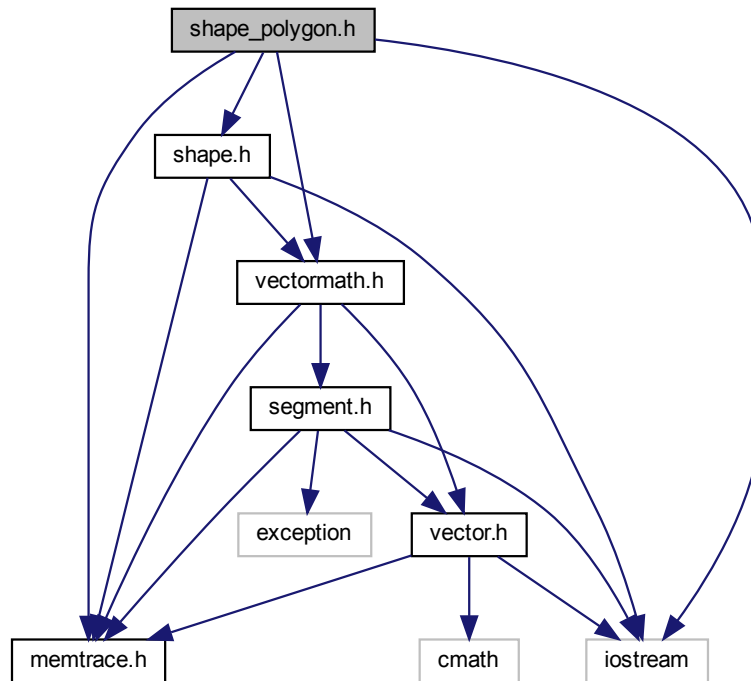 shape_polygon.h
shape.h
vectormath.h
segment.h
exception
vector.h
memtrace.h
cmath
iostream